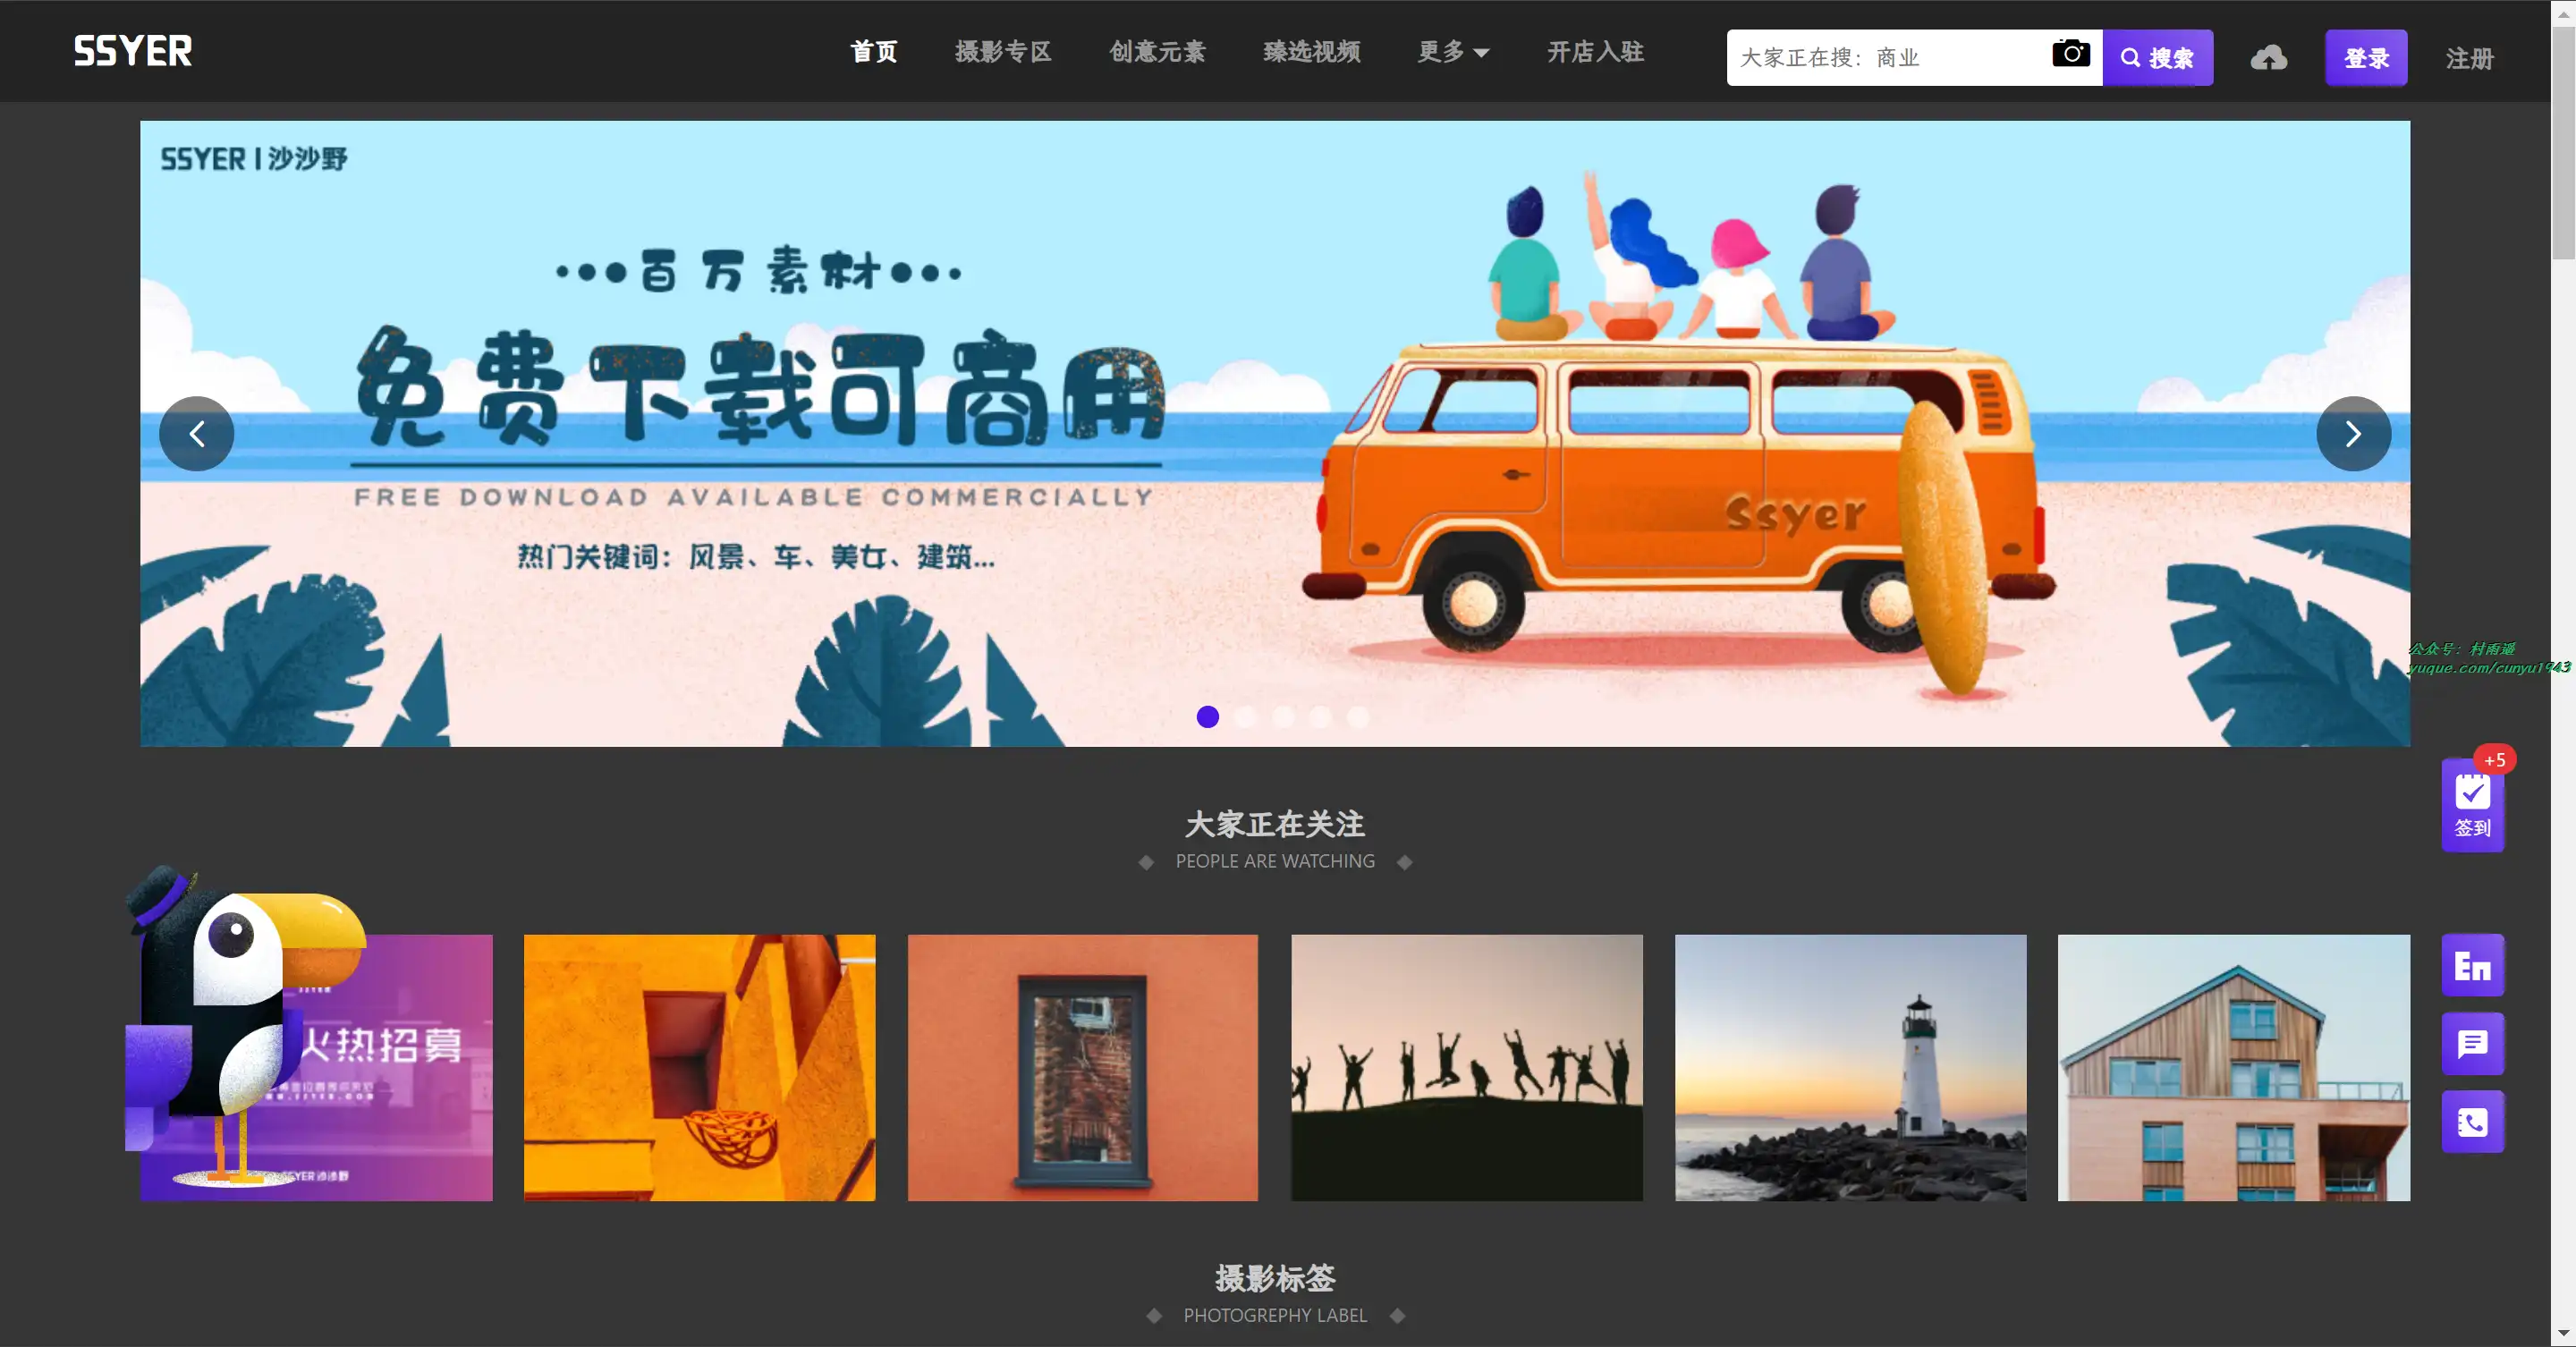 SSYER
首页
摄影专区
创意元素
臻选视频
更多
开店入驻
大家正在搜：商业
搜索
登录
注册
SSYER | 沙沙野
•••百万素材•••
免费下载可商用
FREE DOWNLOAD AVAILABLE COMMERCIALLY
热门关键词：风景、车、美女、建筑...
Ssyer
公众号：村雨遥
yuque.com/cunyu1943
+5
签到
大家正在关注
◆ PEOPLE ARE WATCHING ◆
火热招募
SSYER 沙沙野
En
摄影标签
◆ PHOTOGREPHY LABEL ◆